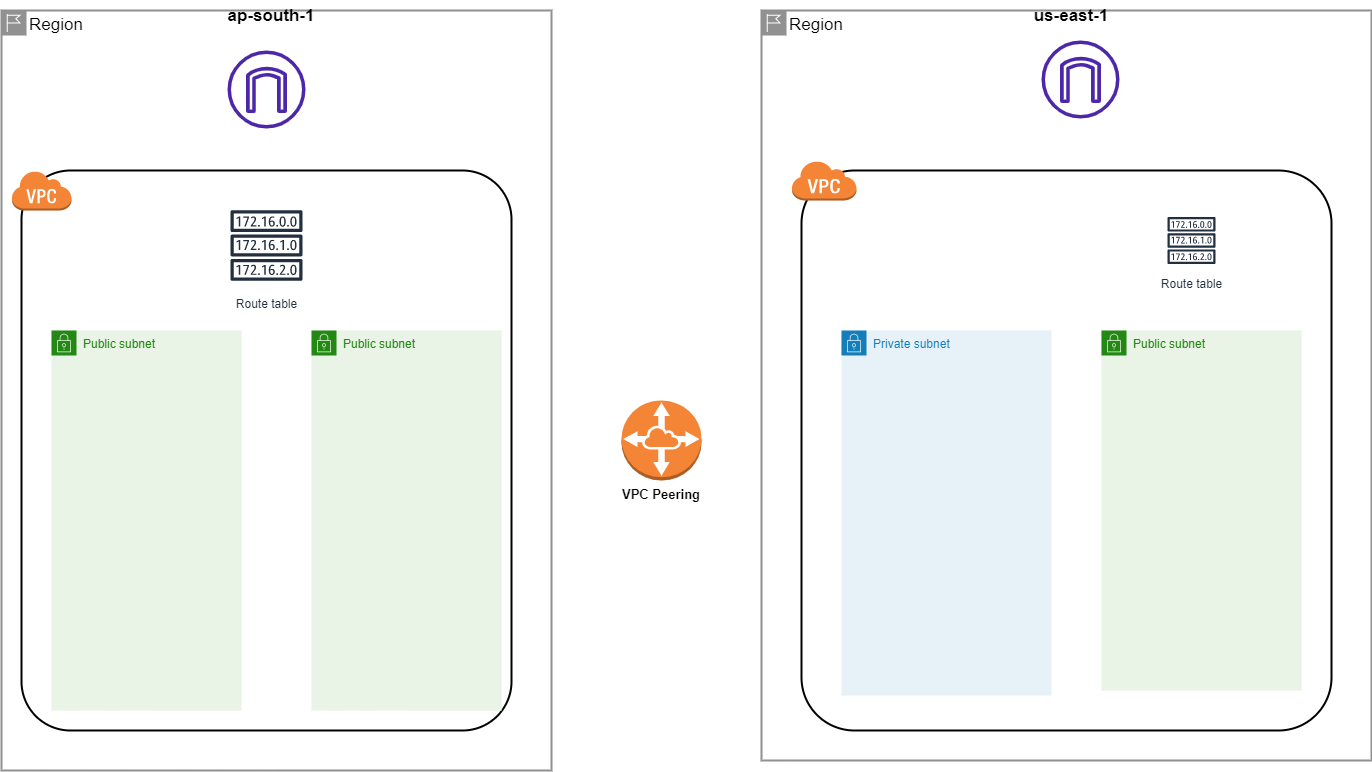 Region
ap-south-1
VPC
172.16.0.0
172.16.1.0
172.16.2.0
Route table
Public subnet
Public subnet
VPC Peering
Region
us-east-1
VPC
172.16.0.0
172.16.1.0
172.16.2.0
Route table
Private subnet
Public subnet